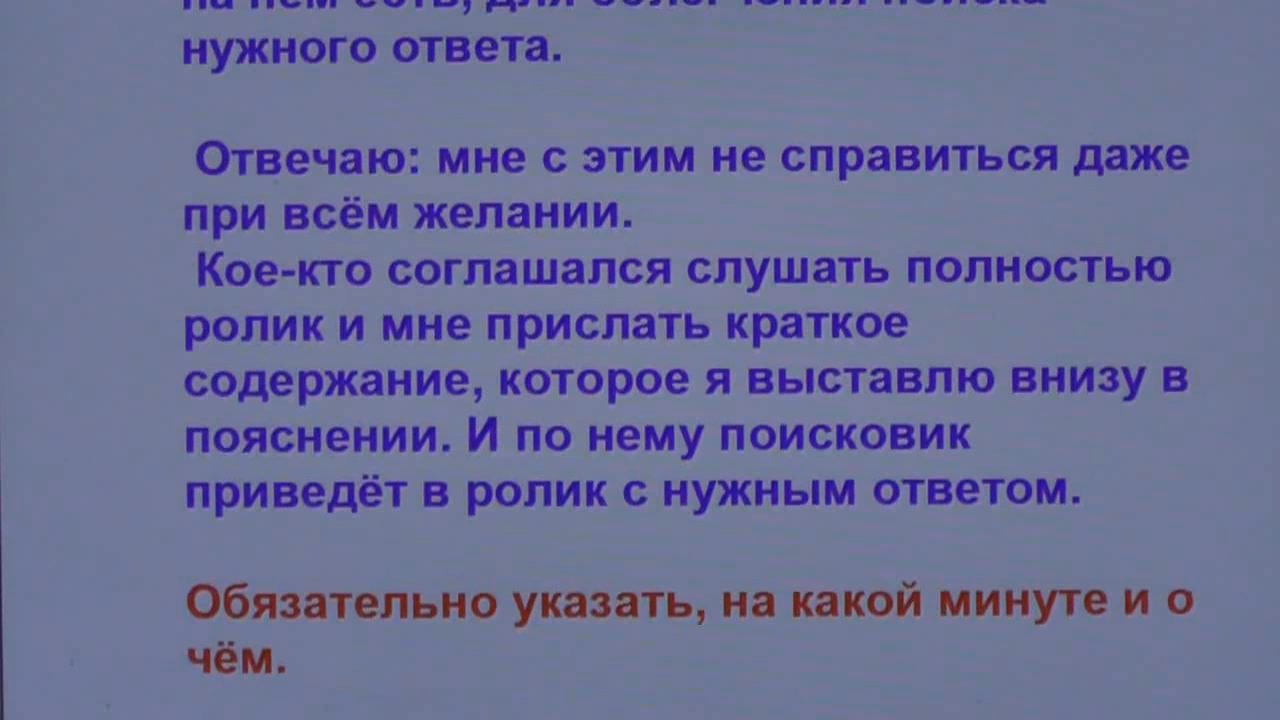 нужного ответа.
Отвечаю: мне с этим не справиться даже
при всём желании.
Кое-кто соглашался слушать полностью
ролик и мне прислать краткое
содержание, которое я выставлю внизу в
пояснении. И по нему поисковик
приведёт в ролик с нужным ответом.
Обязательно указать, на какой минуте и о
чём.